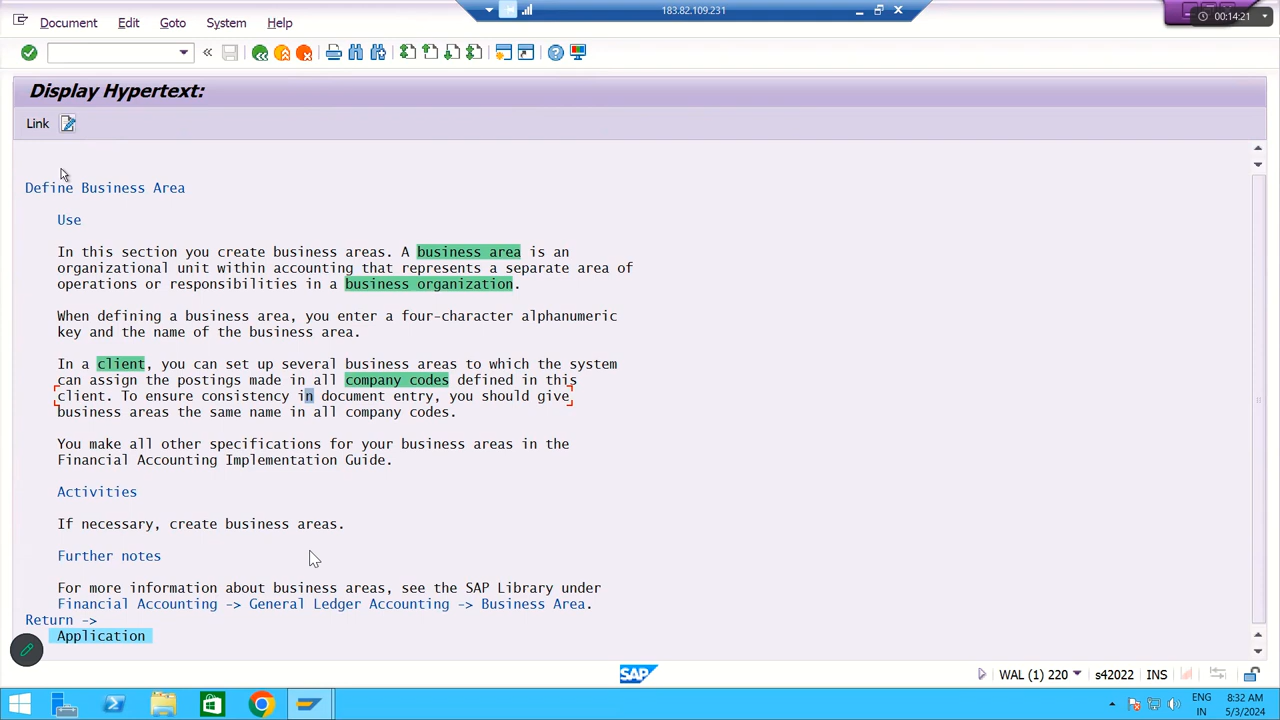 183.82.109.231
00:14:21
Document Edit Goto System Help
Display Hypertext:
Link
Define Business Area
Use
In this section you create business areas. A business area is an
organizational unit within accounting that represents a separate area of
operations or responsibilities in a business organization.
When defining a business area, you enter a four-character alphanumeric
key and the name of the business area.
In a client, you can set up several business areas to which the system
can assign the postings made in all company codes defined in this
client. To ensure consistency in document entry, you should give
business areas the same name in all company codes.
You make all other specifications for your business areas in the
Financial Accounting Implementation Guide.
Activities
If necessary, create business areas.
Further notes
For more information about business areas, see the SAP Library under
Financial Accounting -> General Ledger Accounting -> Business Area.
Return ->
Application
SAP
WAL (1) 220 s42022 INS
ENG 8:32 AM
IN 5/3/2024